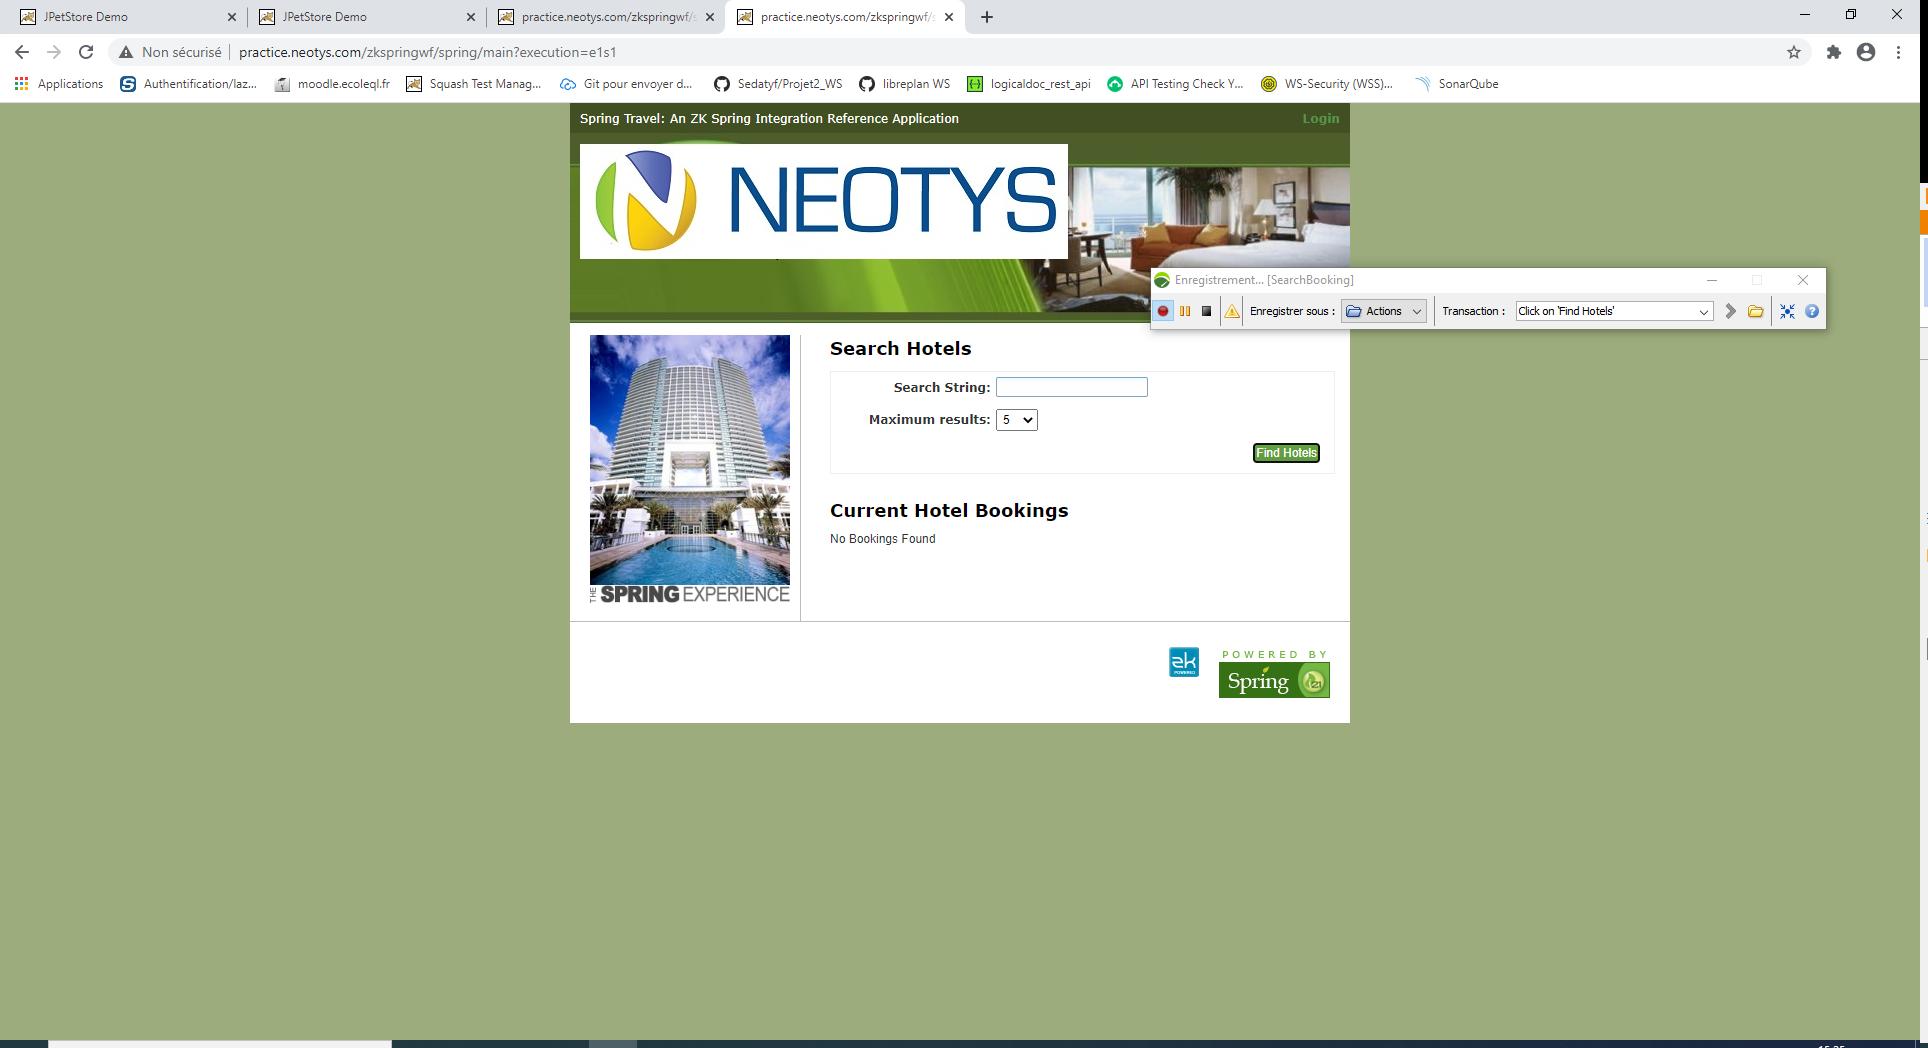 JPetStore Demo
JPetStore Demo
practice.neotys.com/zkspringwf/s
practice.neotys.com/zkspringwf/s
Non sécurisé
practice.neotys.com/zkspringwf/spring/main?execution=e1s1
Applications
Authentification/laz...
moodle.ecoleql.fr
Squash Test Manag...
Git pour envoyer d...
Sedatyf/Projet2_WS
libreplan WS
logicaldoc_rest_api
API Testing Check Y...
WS-Security (WSS)...
SonarQube
Spring Travel: An ZK Spring Integration Reference Application
Login
NEOTYS
Enregistrement... [SearchBooking]
Enregistrer sous :
Actions
Transaction :
Click on 'Find Hotels'
Search Hotels
Search String:
Maximum results:
5
Find Hotels
Current Hotel Bookings
No Bookings Found
THE SPRING EXPERIENCE
zk
POWERED
POWERED BY
Spring